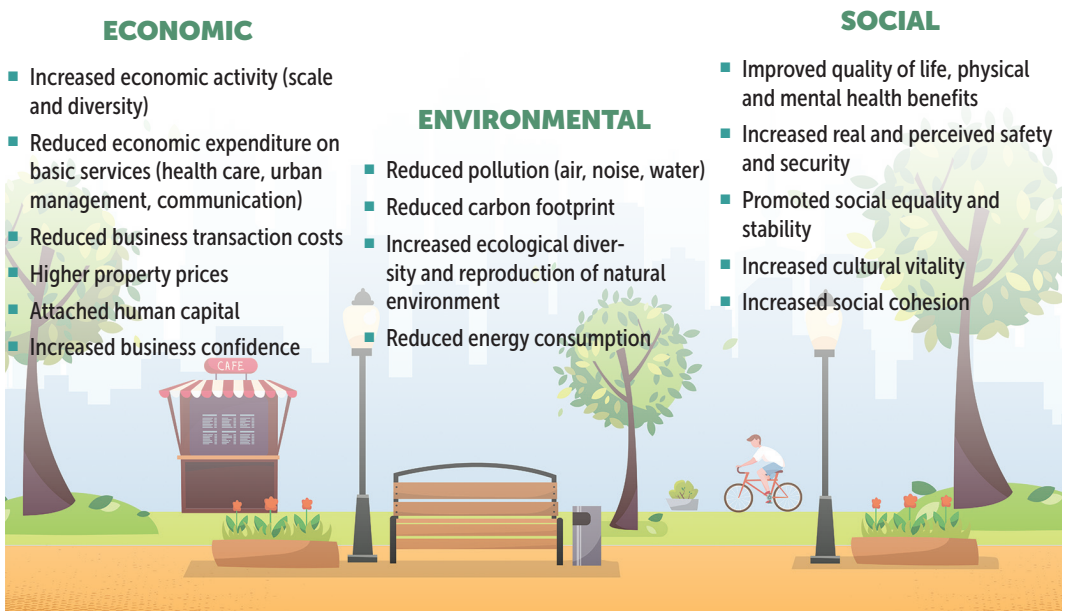 ECONOMIC
■ Increased economic activity (scale
and diversity)
■ Reduced economic expenditure on
basic services (health care, urban
management, communication)
■ Reduced business transaction costs
■ Higher property prices
■ Attached human capital
■ Increased business confidence
ENVIRONMENTAL
■ Reduced pollution (air, noise, water)
■ Reduced carbon footprint
■ Increased ecological diver-
sity and reproduction of natural
environment
■ Reduced energy consumption
SOCIAL
■ Improved quality of life, physical
and mental health benefits
■ Increased real and perceived safety
and security
■ Promoted social equality and
stability
■ Increased cultural vitality
■ Increased social cohesion
CAFE